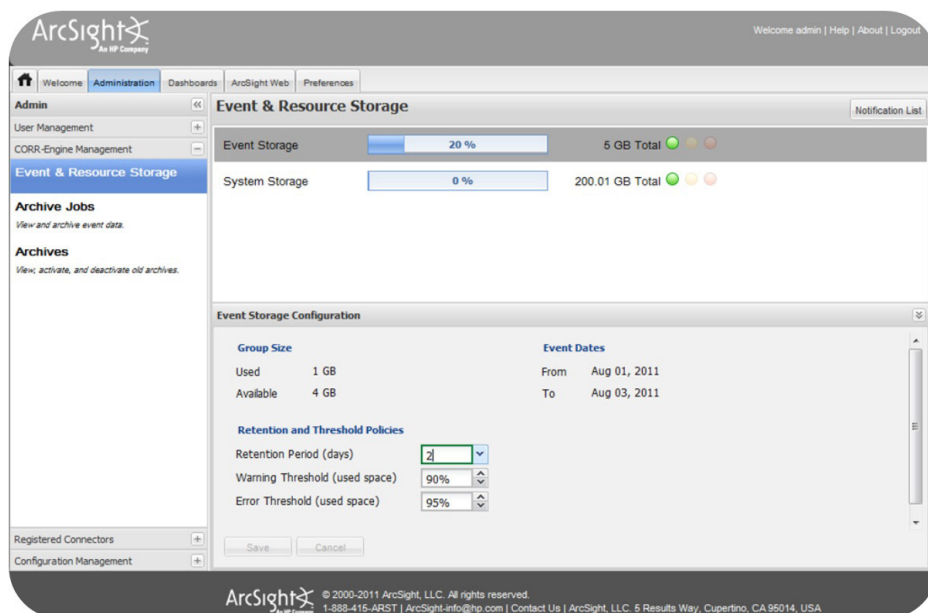 ArcSight
An HP Company
Welcome admin | Help | About | Logout
Welcome Administration Dashboards ArcSight Web Preferences
Admin
User Management
CORR-Engine Management
Event & Resource Storage
Archive Jobs
View and archive event data.
Archives
View, activate, and deactivate old archives.
Registered Connectors
Configuration Management
Event & Resource Storage
Notification List
Event Storage 20 % 5 GB Total
System Storage 0 % 200.01 GB Total
Event Storage Configuration
Group Size
Used 1 GB
Available 4 GB
Event Dates
From Aug 01, 2011
To Aug 03, 2011
Retention and Threshold Policies
Retention Period (days) 2
Warning Threshold (used space) 90%
Error Threshold (used space) 95%
Save Cancel
ArcSight
An HP Company
© 2000-2011 ArcSight, LLC. All rights reserved.
1-888-415-ARST | ArcSight-info@hp.com | Contact Us | ArcSight, LLC. 5 Results Way, Cupertino, CA 95014, USA